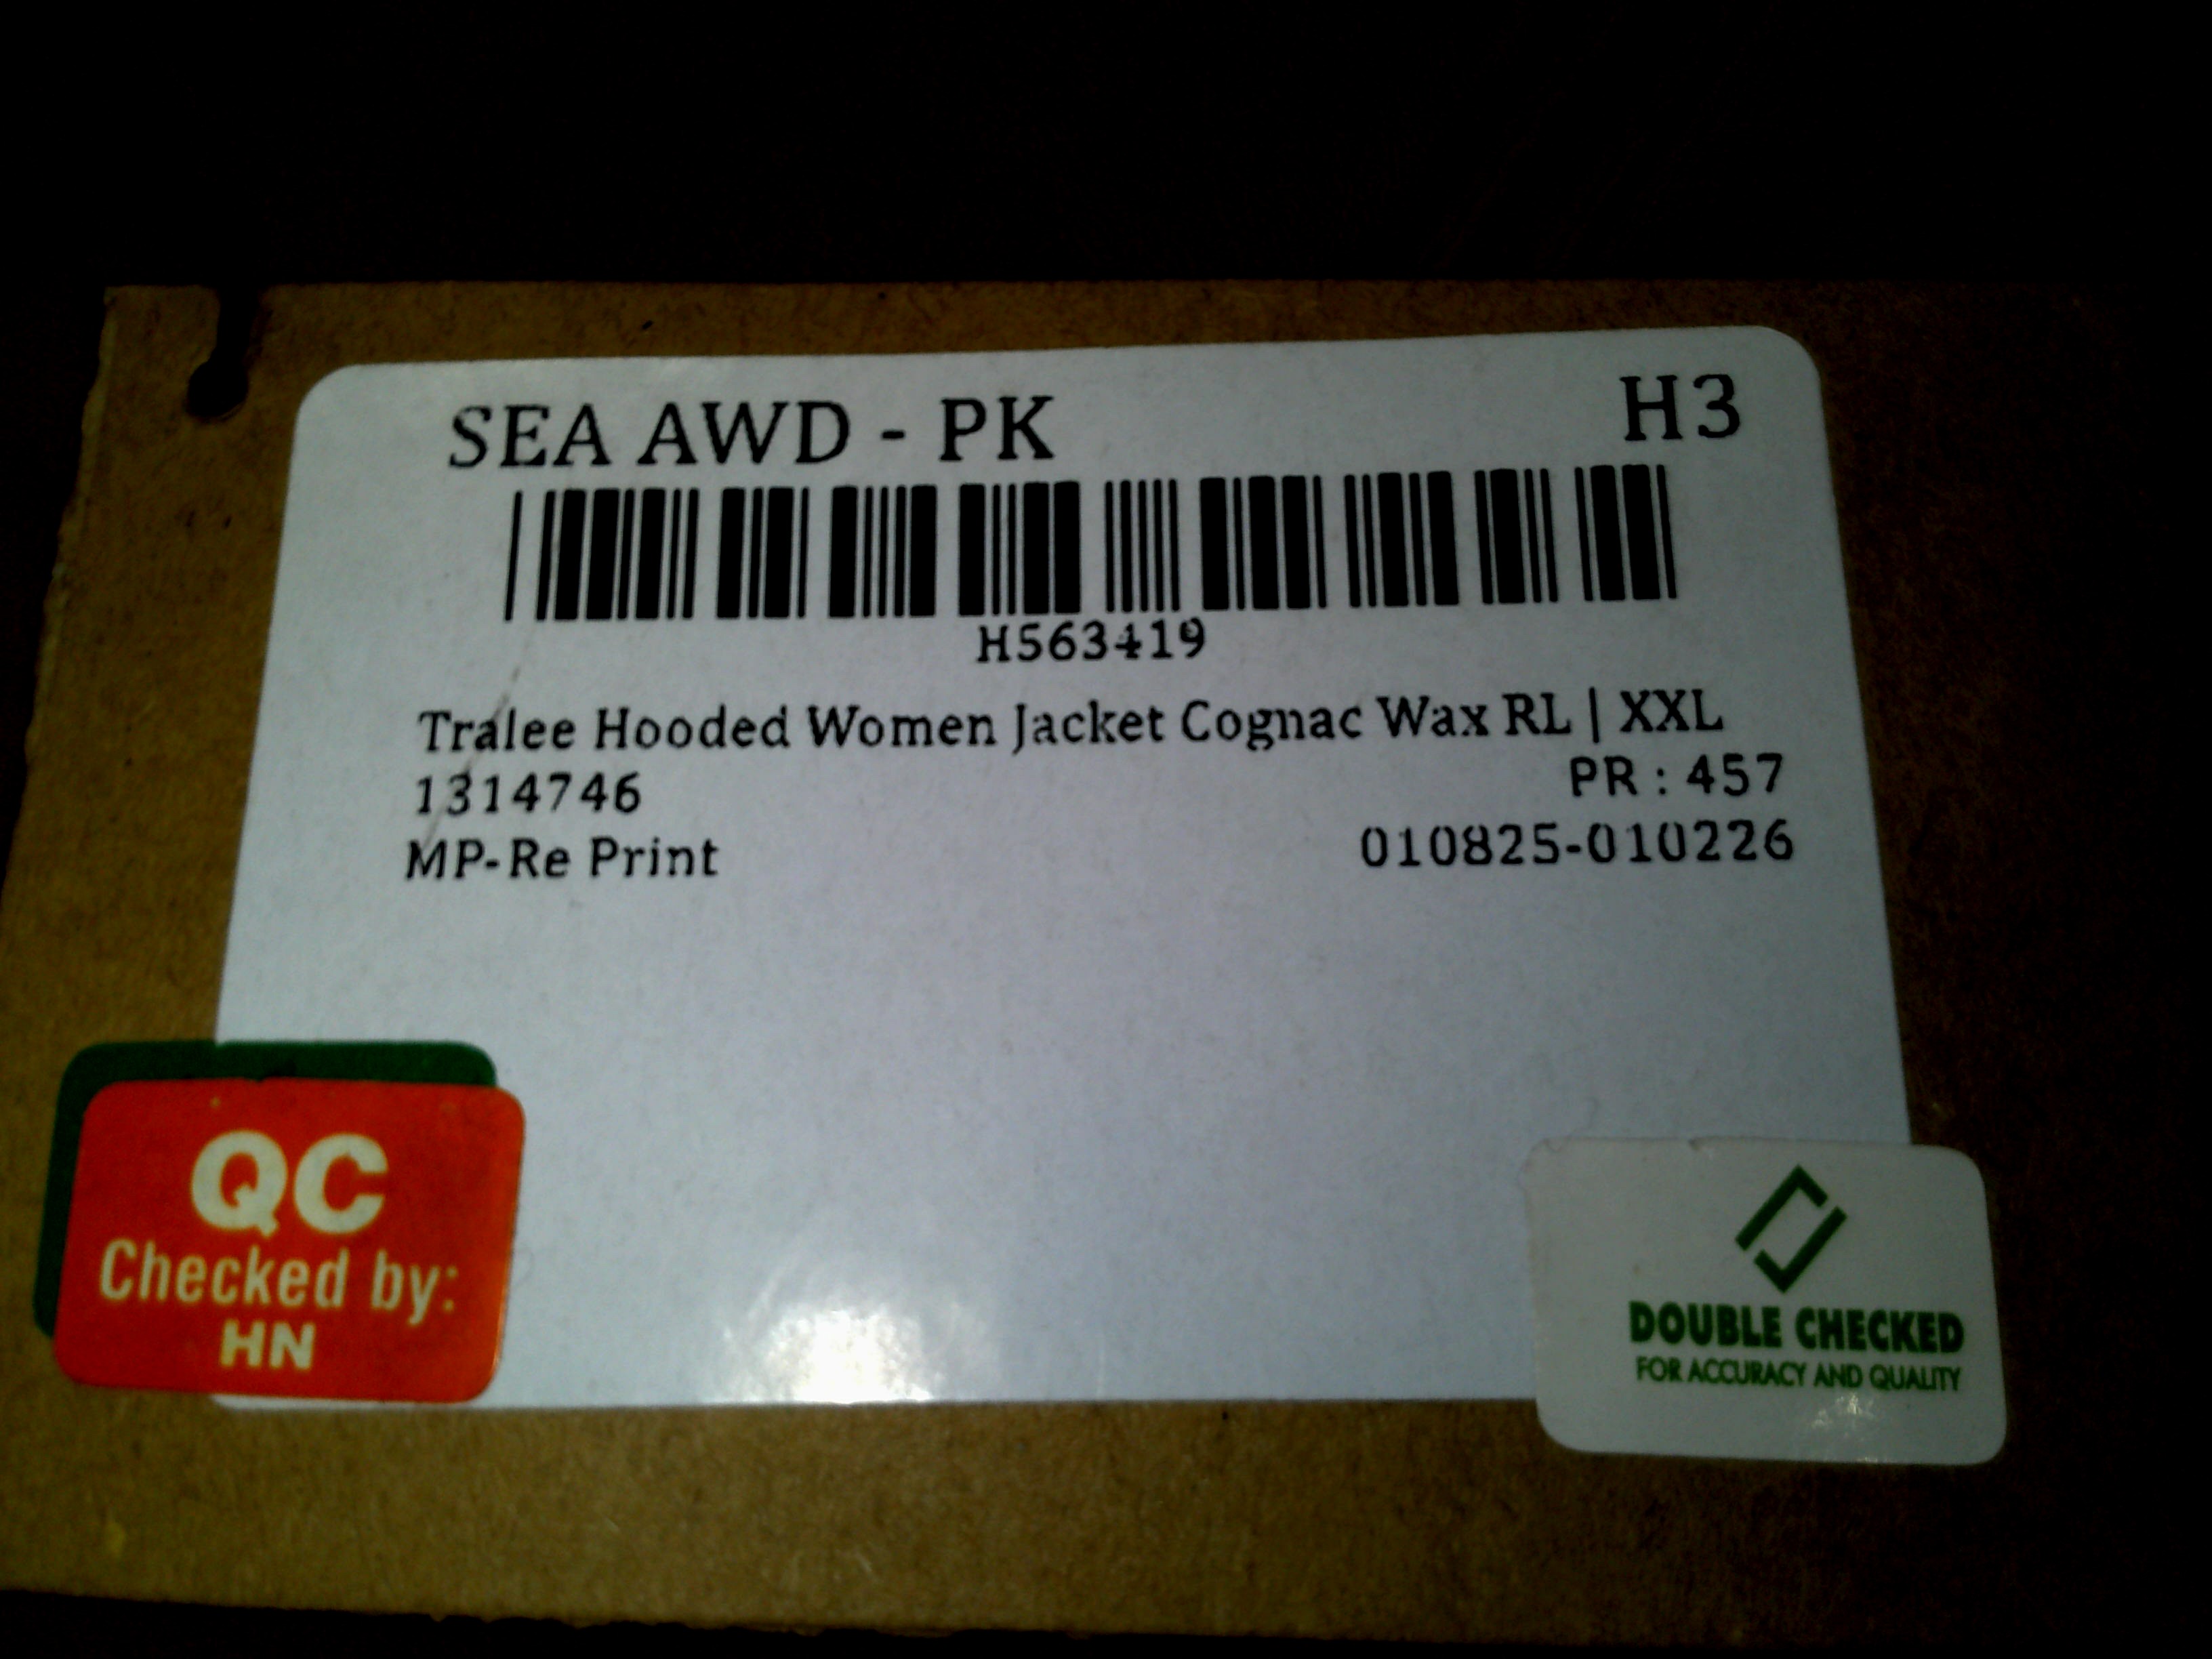 SEA AWD - PK
H3
H563419
Tralee Hooded Women Jacket Cognac Wax RL | XXL
1314746
PR : 457
MP-Re Print
010825-010226
QC
Checked by:
HN
DOUBLE CHECKED
FOR ACCURACY AND QUALITY